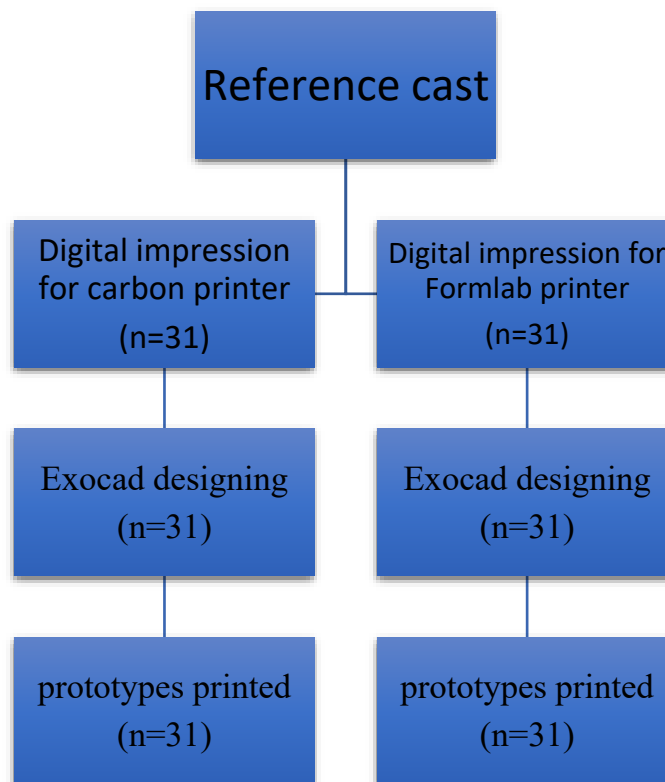 Reference cast
Digital impression
for carbon printer
(n=31)
Digital impression for
Formlab printer
(n=31)
Exocad designing
(n=31)
Exocad designing
(n=31)
prototypes printed
(n=31)
prototypes printed
(n=31)